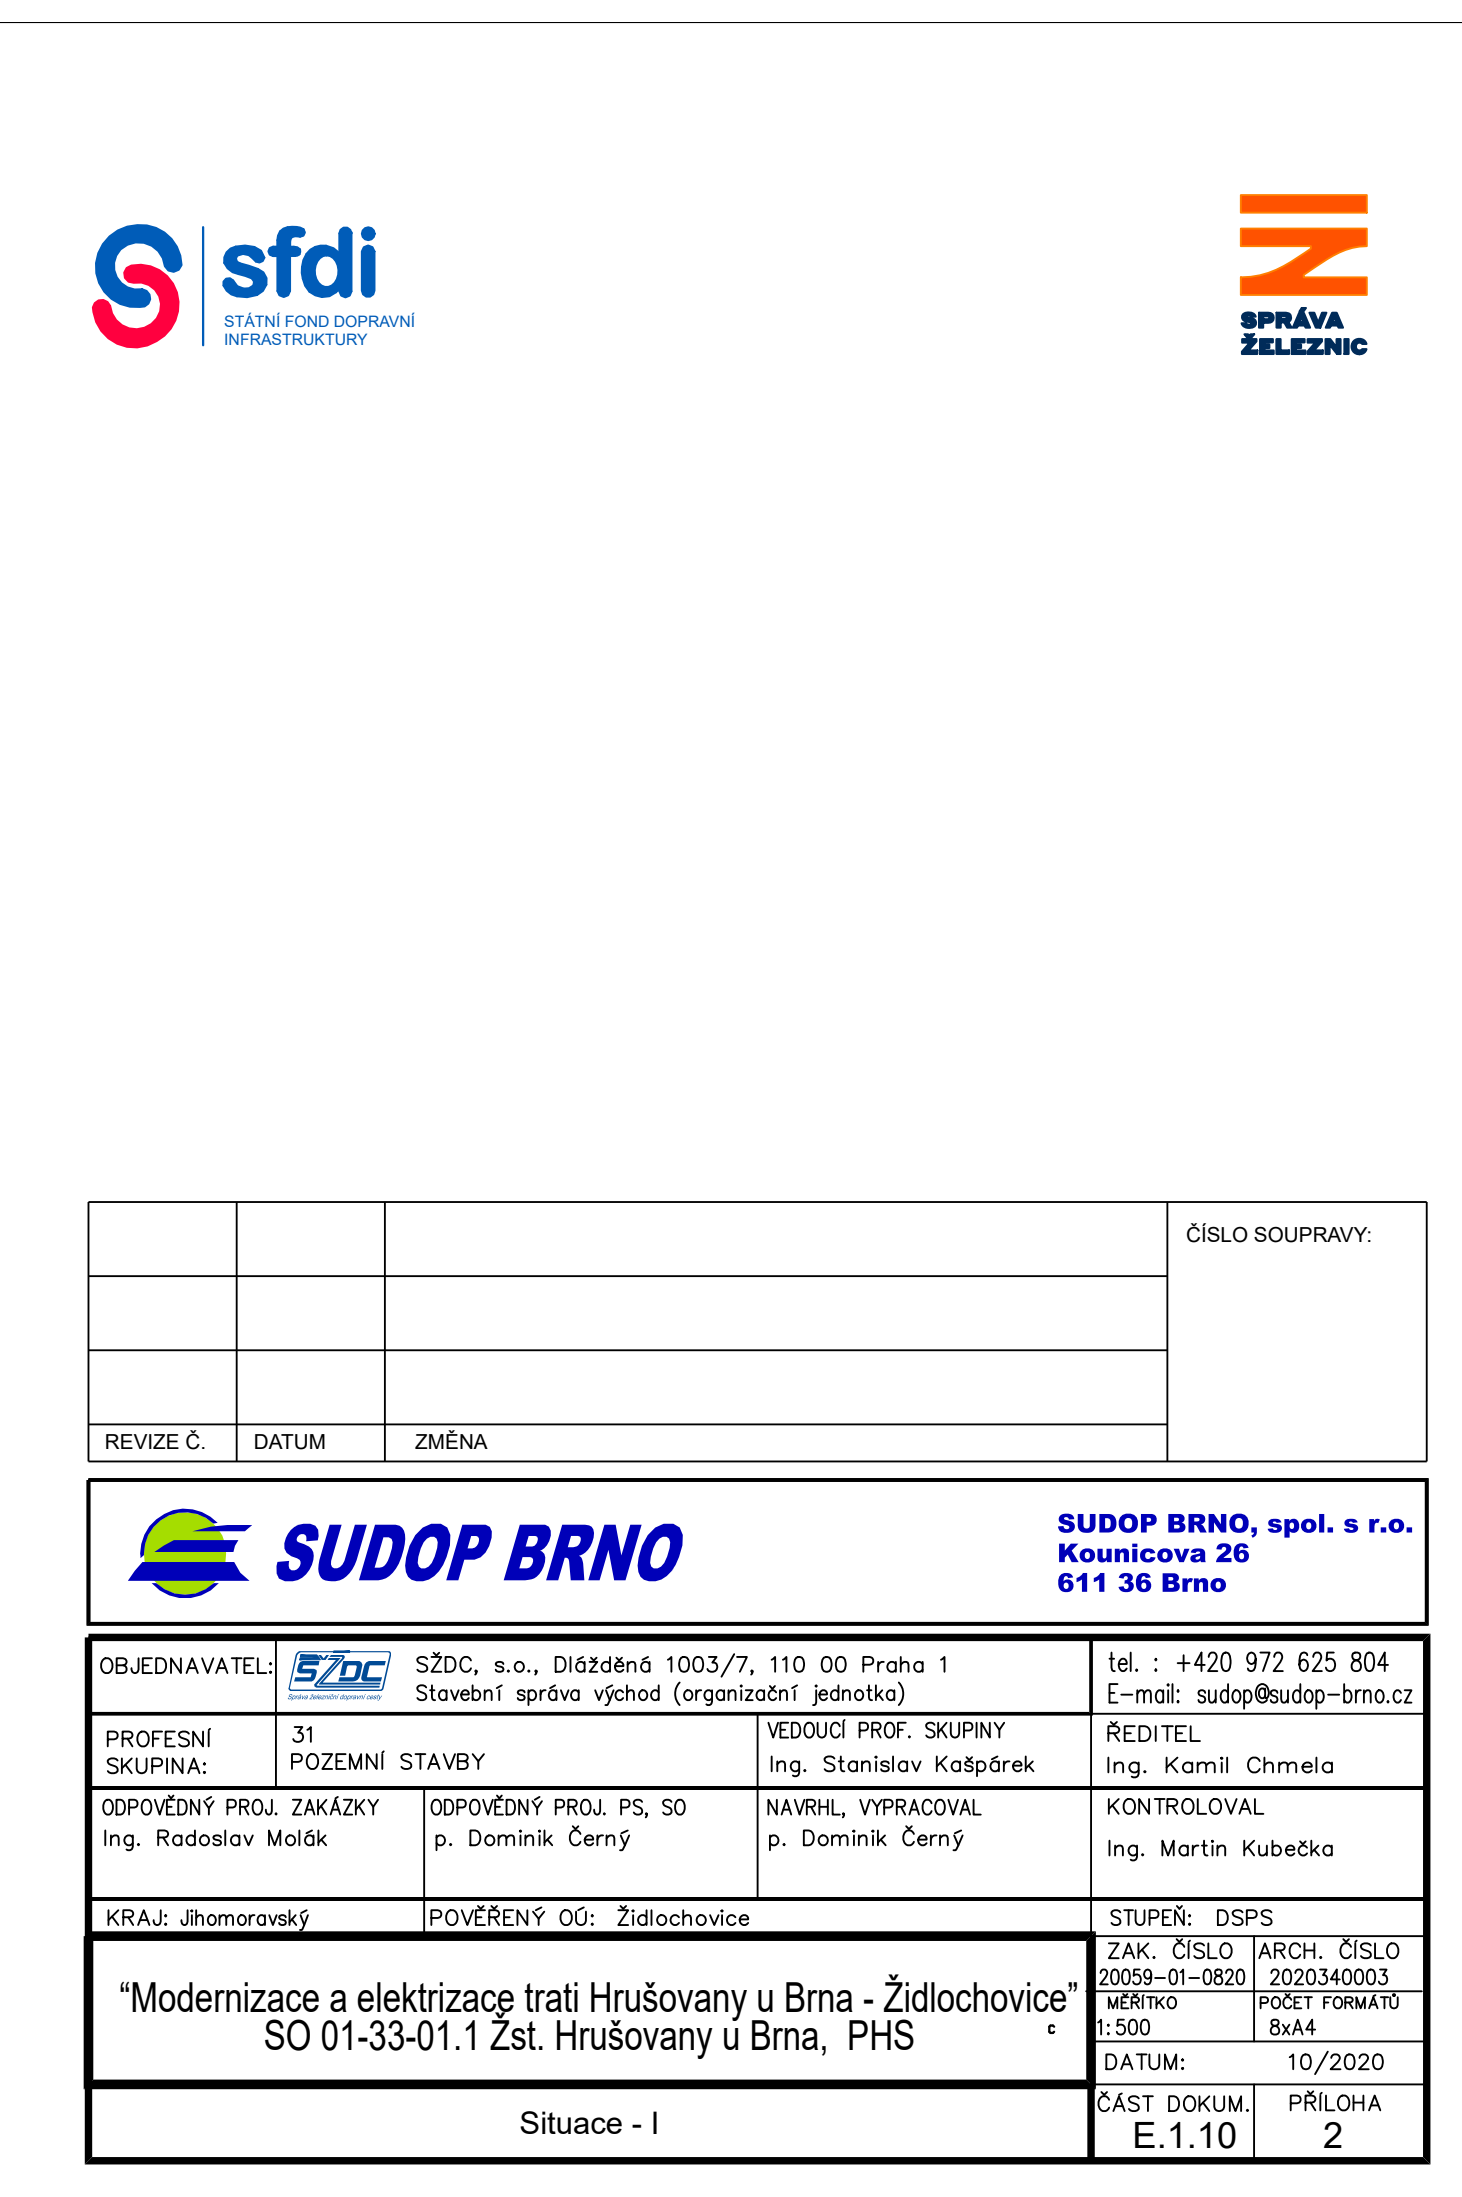 sfdi
STÁTNÍ FOND DOPRAVNÍ
INFRASTRUKTURY
SPRÁVA
ŽELEZNIC
ČÍSLO SOUPRAVY:
REVIZE Č. DATUM ZMĚNA
SUDOP BRNO
SUDOP BRNO, spol. s r.o.
Kounicova 26
611 36 Brno
OBJEDNAVATEL:
SŽDC
Správa železniční dopravní cesty
SŽDC, s.o., Dlážděná 1003/7, 110 00 Praha 1
Stavební správa východ (organizační jednotka)
tel. : +420 972 625 804
E-mail: sudop@sudop-brno.cz
PROFESNÍ
SKUPINA:
31
POZEMNÍ STAVBY
VEDOUCÍ PROF. SKUPINY
Ing. Stanislav Kašpárek
ŘEDITEL
Ing. Kamil Chmela
ODPOVĚDNÝ PROJ. ZAKÁZKY
Ing. Radoslav Molák
ODPOVĚDNÝ PROJ. PS, SO
p. Dominik Černý
NAVRHL, VYPRACOVAL
p. Dominik Černý
KONTROLOVAL
Ing. Martin Kubečka
KRAJ: Jihomoravský
POVĚŘENÝ OÚ: Židlochovice
STUPEŇ: DSPS
“Modernizace a elektrizace trati Hrušovany u Brna - Židlochovice”
SO 01-33-01.1 Žst. Hrušovany u Brna, PHS
c
ZAK. ČÍSLO
20059-01-0820
ARCH. ČÍSLO
2020340003
MĚŘÍTKO
1:500
POČET FORMÁTŮ
8xA4
DATUM: 10/2020
Situace - I
ČÁST DOKUM.
E.1.10
PŘÍLOHA
2